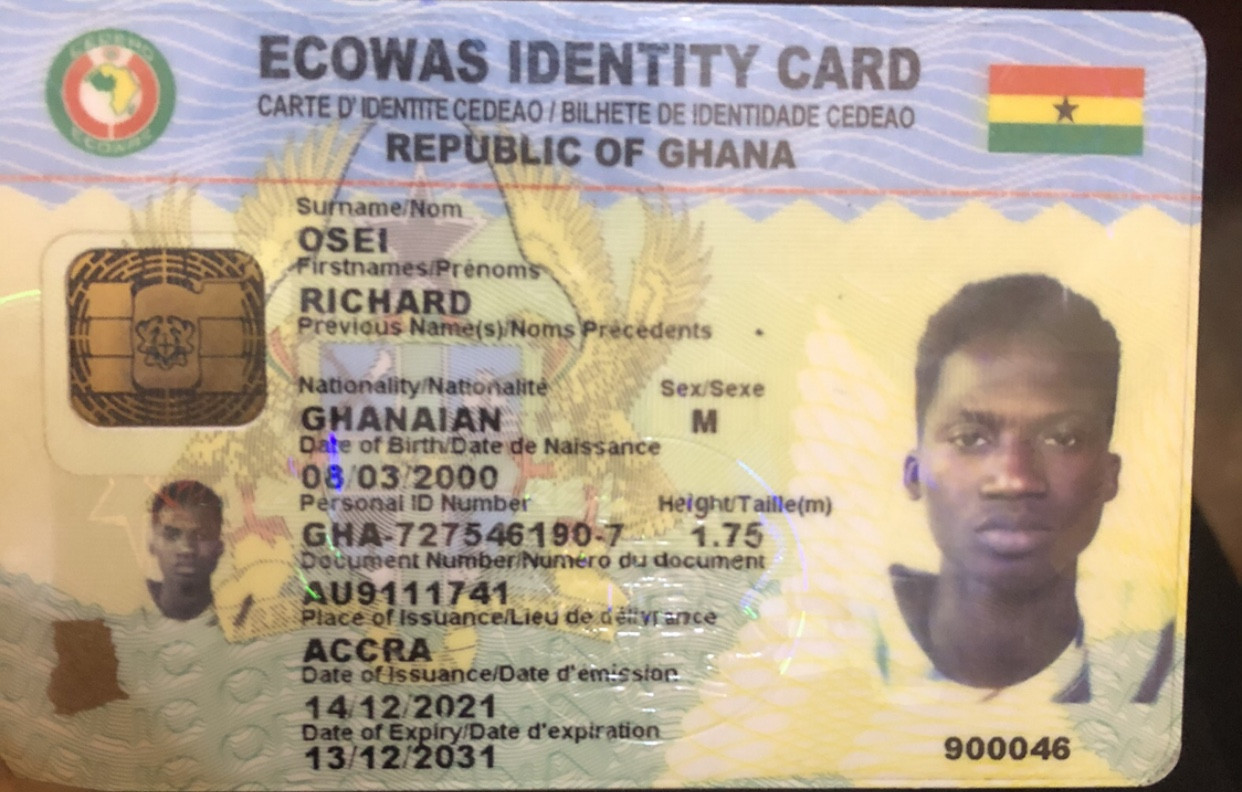 CEDEAO
ECOWAS
ECOWAS IDENTITY CARD
CARTE D' IDENTITE CEDEAO / BILHETE DE IDENTIDADE CEDEAO
REPUBLIC OF GHANA
Surname/Nom
OSEI
Firstnames/Prénoms
RICHARD
Previous Name(s)/Noms Précédents
Nationality/Nationalité Sex/Sexe
GHANAIAN M
Date of Birth/Date de Naissance
08/03/2000
Personal ID Number Height/Taille(m)
GHA-727546190-7 1.75
Document Number/Numéro du document
AU9111741
Place of Issuance/Lieu de délivrance
ACCRA
Date of Issuance/Date d'émission
14/12/2021
Date of Expiry/Date d'expiration
13/12/2031
900046